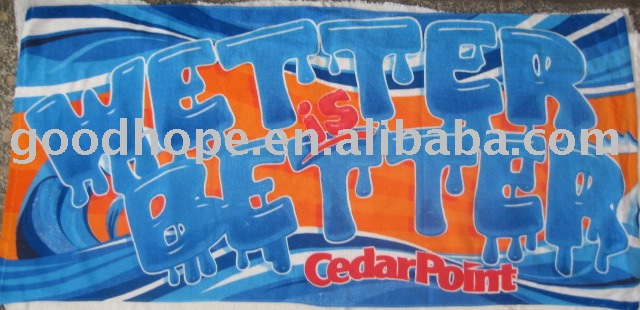 WETTER
is
goodhope.en.alibaba.com
BETTER
CedarPoint